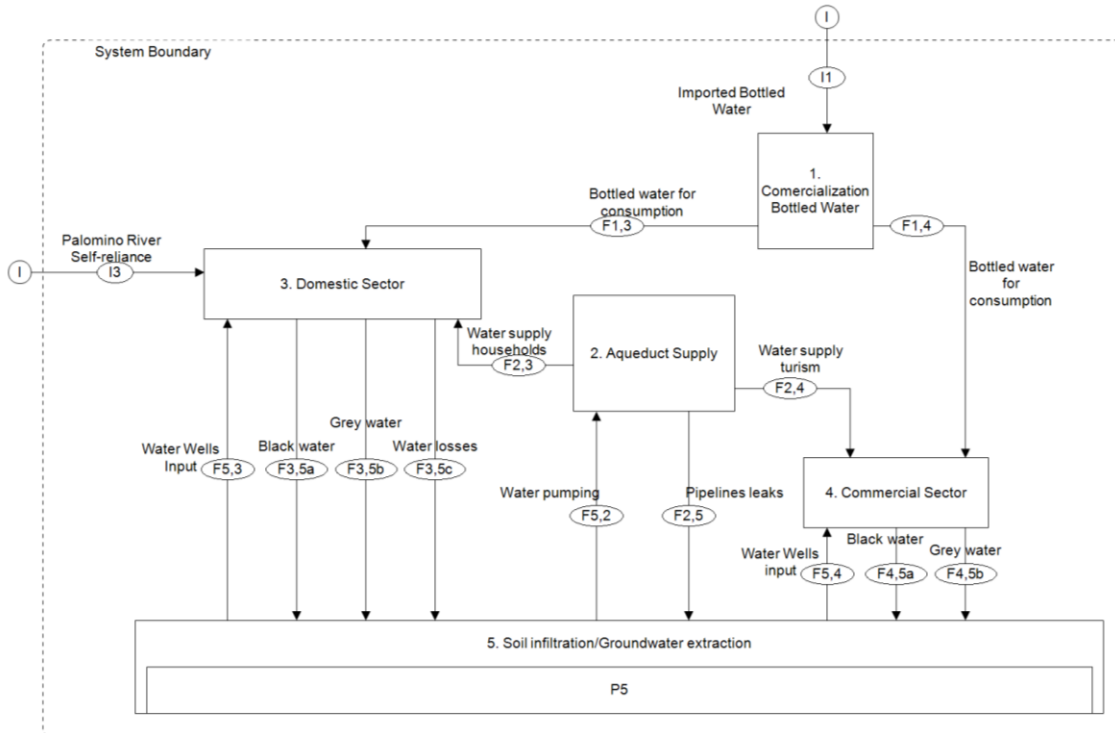 I
System Boundary
I1
Imported Bottled
Water
1.
Comercialization
Bottled Water
Bottled water for
consumption
F1,3
F1,4
Palomino River
Self-reliance
I
I3
3. Domestic Sector
Bottled water
for
consumption
Water supply
households
F2,3
2. Aqueduct Supply
Water supply
turism
F2,4
Grey water
Water Wells
Input
F5,3
Black water
F3,5a
F3,5b
Water losses
F3,5c
Water pumping
F5,2
Pipelines leaks
F2,5
4. Commercial Sector
Water Wells
input
F5,4
Black water
F4,5a
Grey water
F4,5b
5. Soil infiltration/Groundwater extraction
P5